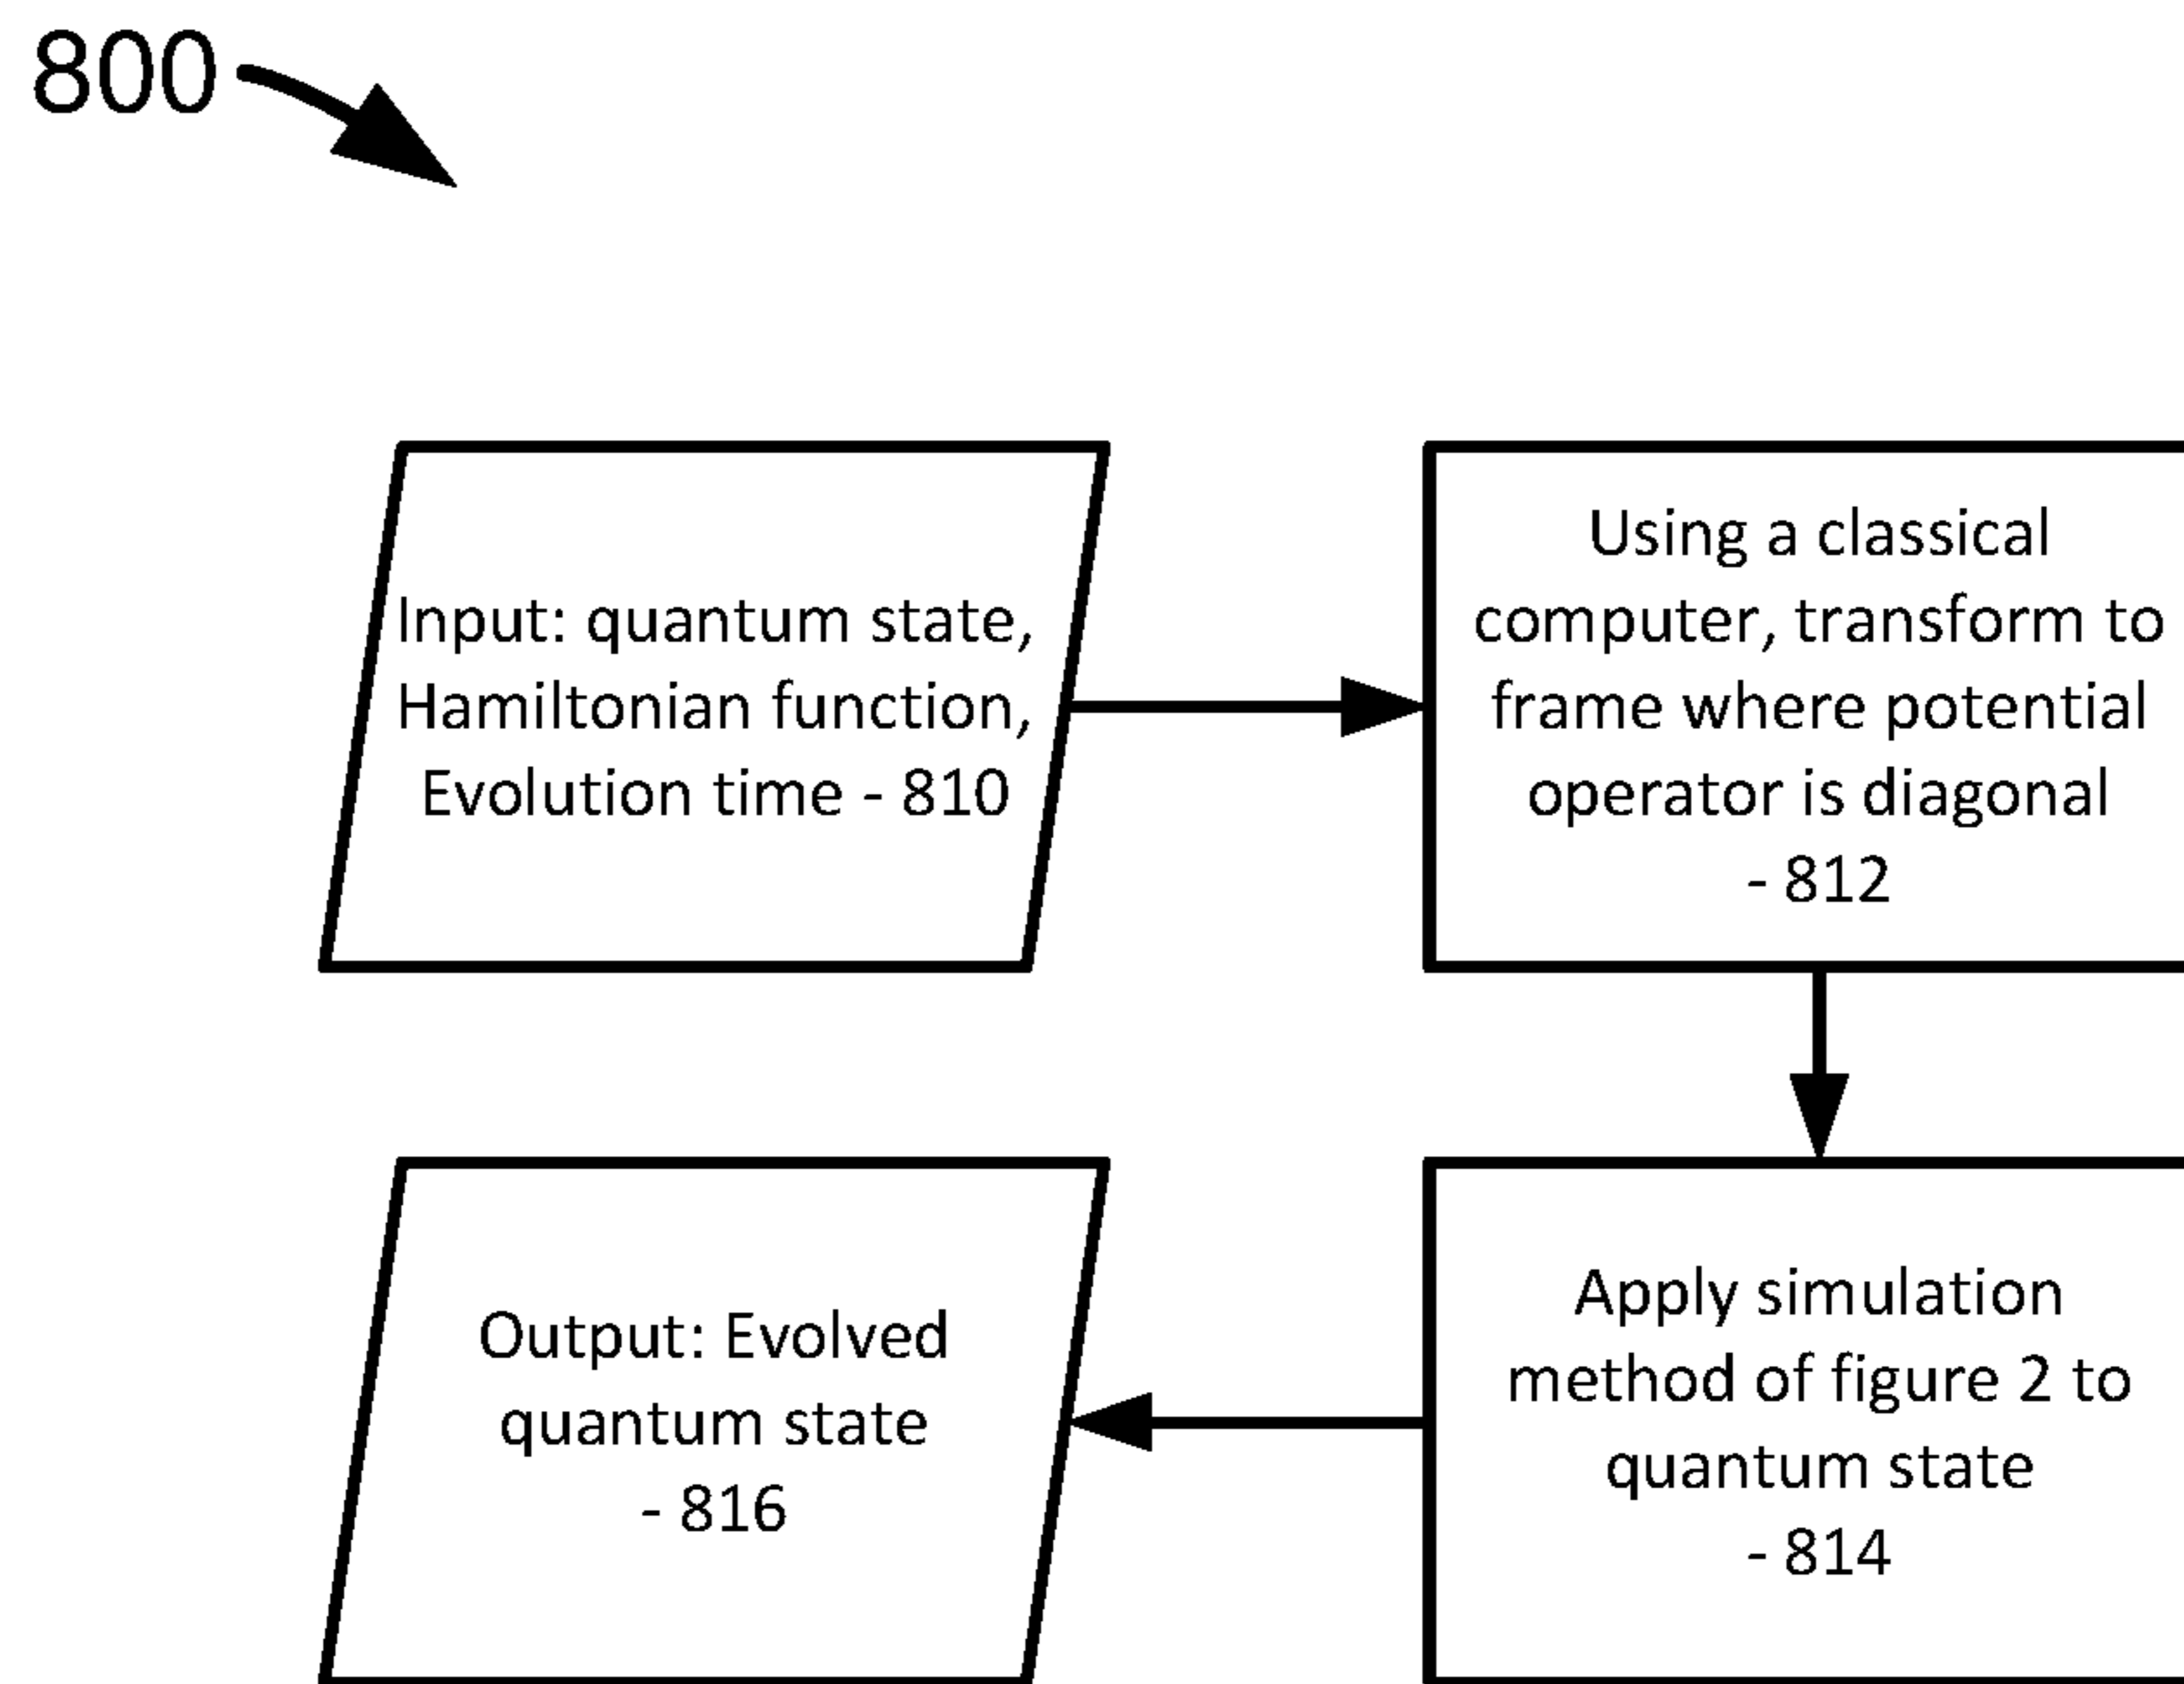 800
Input: quantum state,
Hamiltonian function,
Evolution time - 810
Using a classical
computer, transform to
frame where potential
operator is diagonal
- 812
Apply simulation
method of figure 2 to
quantum state
- 814
Output: Evolved
quantum state
- 816